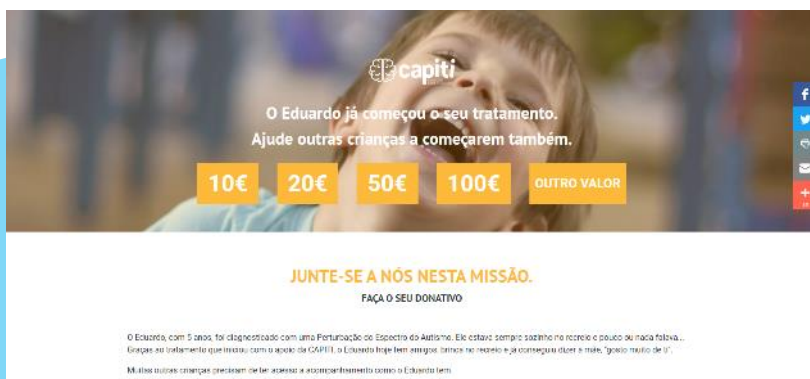 capiti
O Eduardo já começou o seu tratamento.
Ajude outras crianças a começarem também.
10€ 20€ 50€ 100€ OUTRO VALOR
JUNTE-SE A NÓS NESTA MISSÃO.
FAÇA O SEU DONATIVO
O Eduardo, com 5 anos, foi diagnosticado com uma Perturbação do Espectro do Autismo. Ele estava sempre sozinho no recreio e pouco ou nada falava...
Graças ao tratamento que iniciou com o apoio da CAPITI, o Eduardo hoje tem amigos, brinca no recreio e já conseguiu dizer à mãe, "gosto muito de ti".
Muitas outras crianças precisam de ter acesso a acompanhamento como o Eduardo tem.